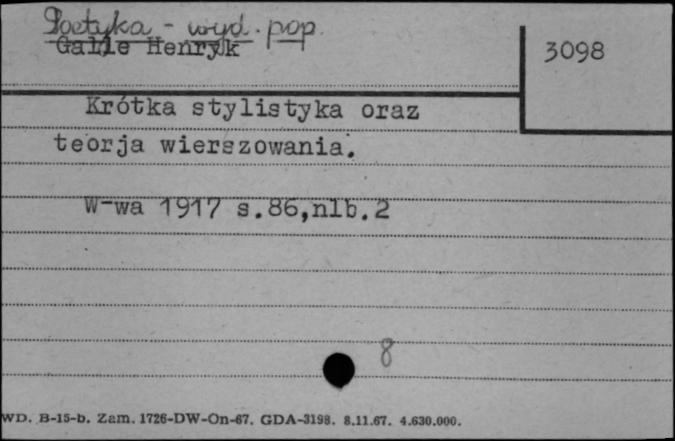 Poetyka - wyd. pop.
Galle Henryk
3098
Krótka stylistyka oraz
teorja wierszowania.
W-wa 1917 s.86,nlb.2
8
WD. B-15-b. Zam. 1726-DW-On-67. GDA-3198. 8.11.67. 4.630.000.